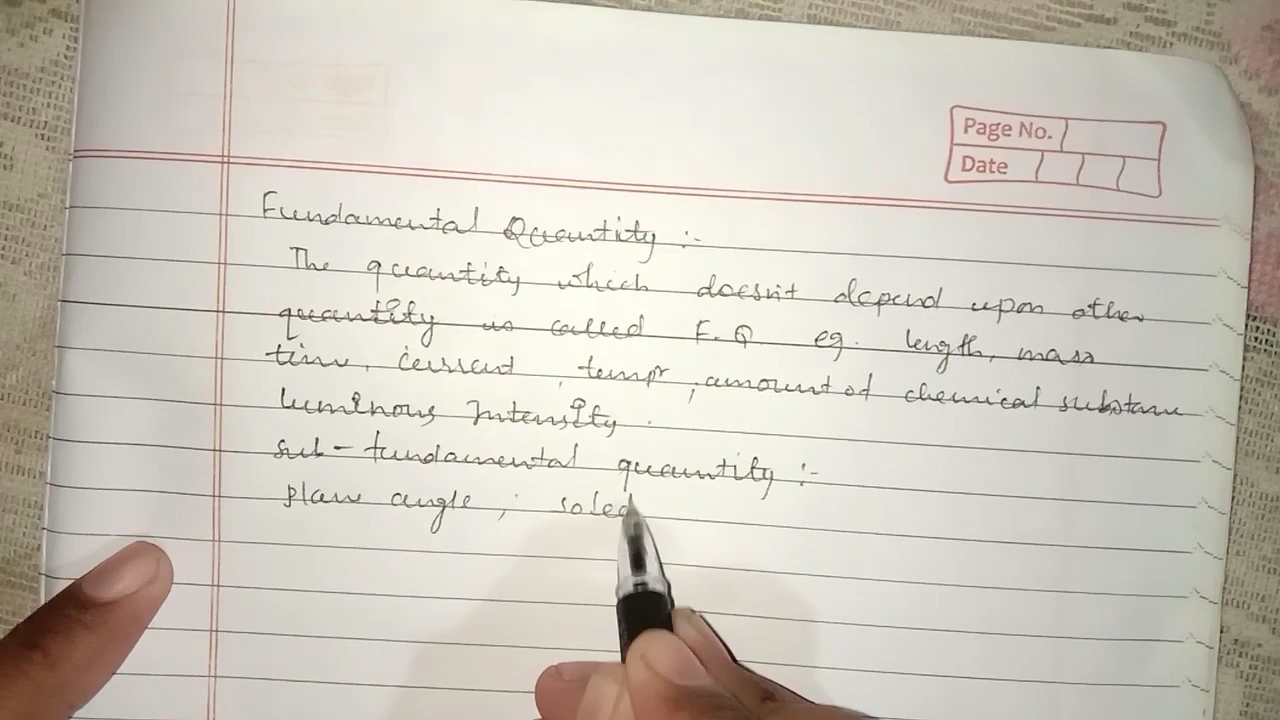 Page No.
Date
Fundamental Quantity :-
The quantity which doesn't depend upon other
quantity is called F.Q. eg. length, mass
time, current, tempr, amount of chemical substance
luminous Intensity.
sub-fundamental quantity :-
plane angle, soled